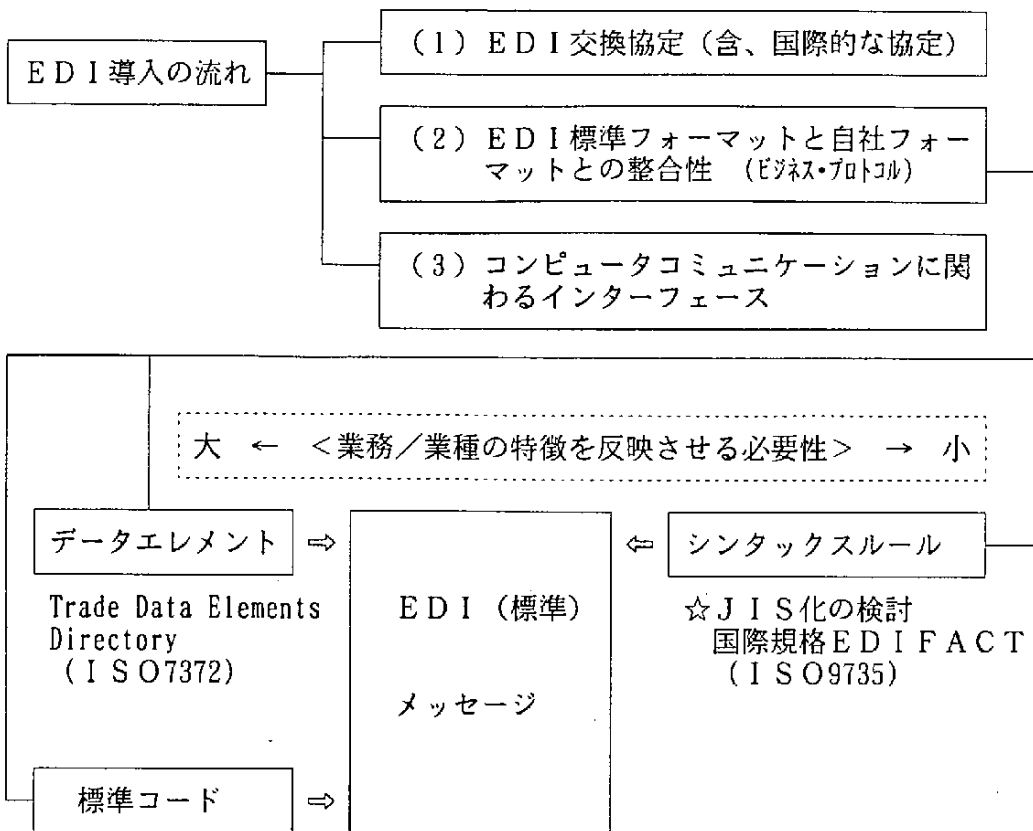 EDI導入の流れ
(1)EDI交換協定(含、国際的な協定)
(2)EDI標準フォーマットと自社フォー
マットとの整合性 (ビジネス・プロトコル)
(3)コンピュータコミュニケーションに関
わるインターフェース
大 ← <業務/業種の特徴を反映させる必要性> → 小
データエレメント ⇨
Trade Data Elements
Directory
(ISO7372)
標準コード ⇨
EDI(標準)
メッセージ
⇦ シンタックスルール
☆JIS化の検討
国際規格EDIFACT
(ISO9735)